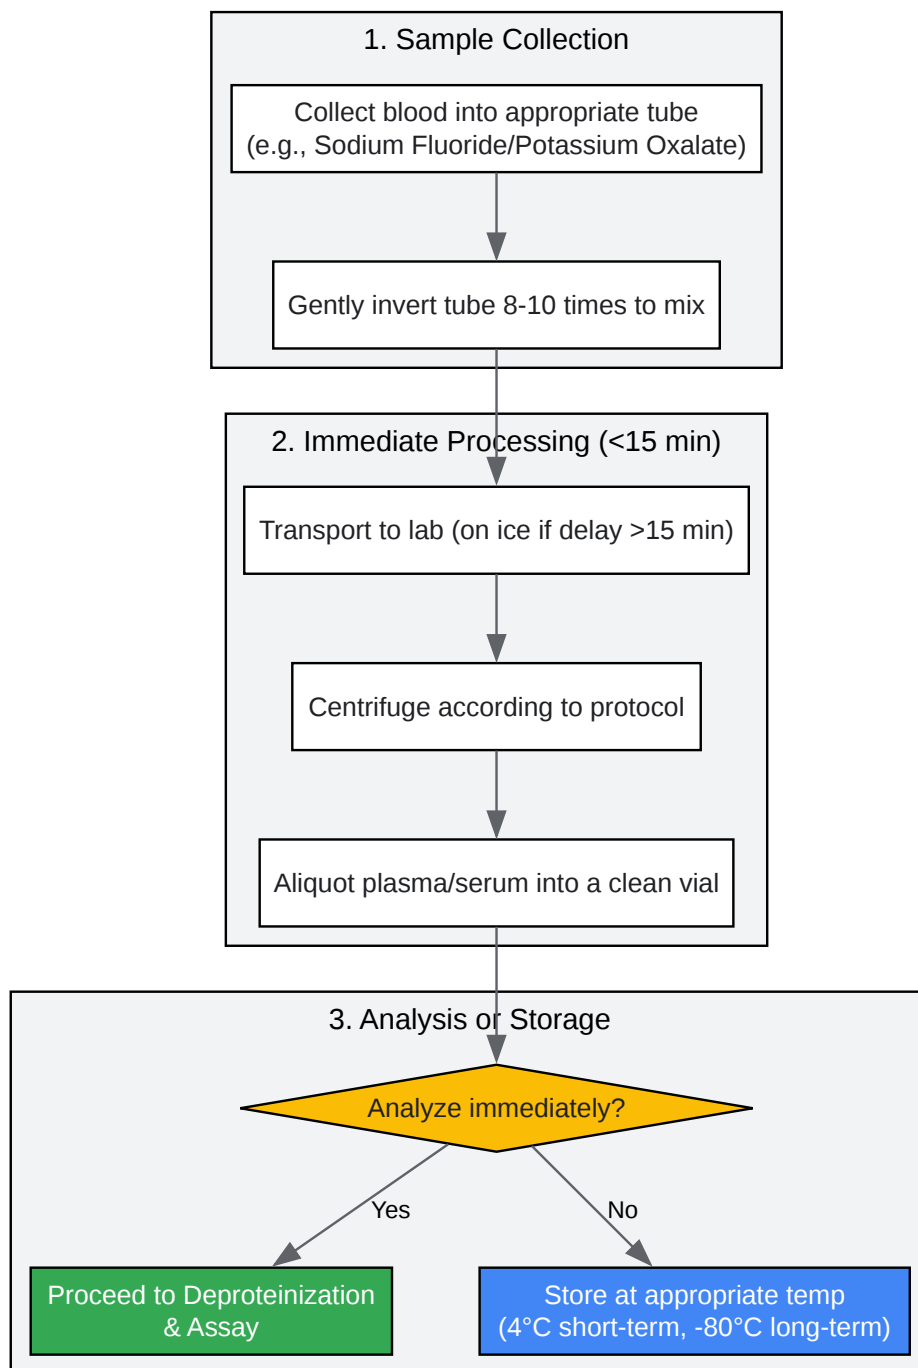 1. Sample Collection
Collect blood into appropriate tube
(e.g., Sodium Fluoride/Potassium Oxalate)
Gently invert tube 8-10 times to mix
2. Immediate Processing (<15 min)
Transport to lab (on ice if delay >15 min)
Centrifuge according to protocol
Aliquot plasma/serum into a clean vial
3. Analysis or Storage
Analyze immediately?
Yes
No
Proceed to Deproteinization
& Assay
Store at appropriate temp
(4°C short-term, -80°C long-term)